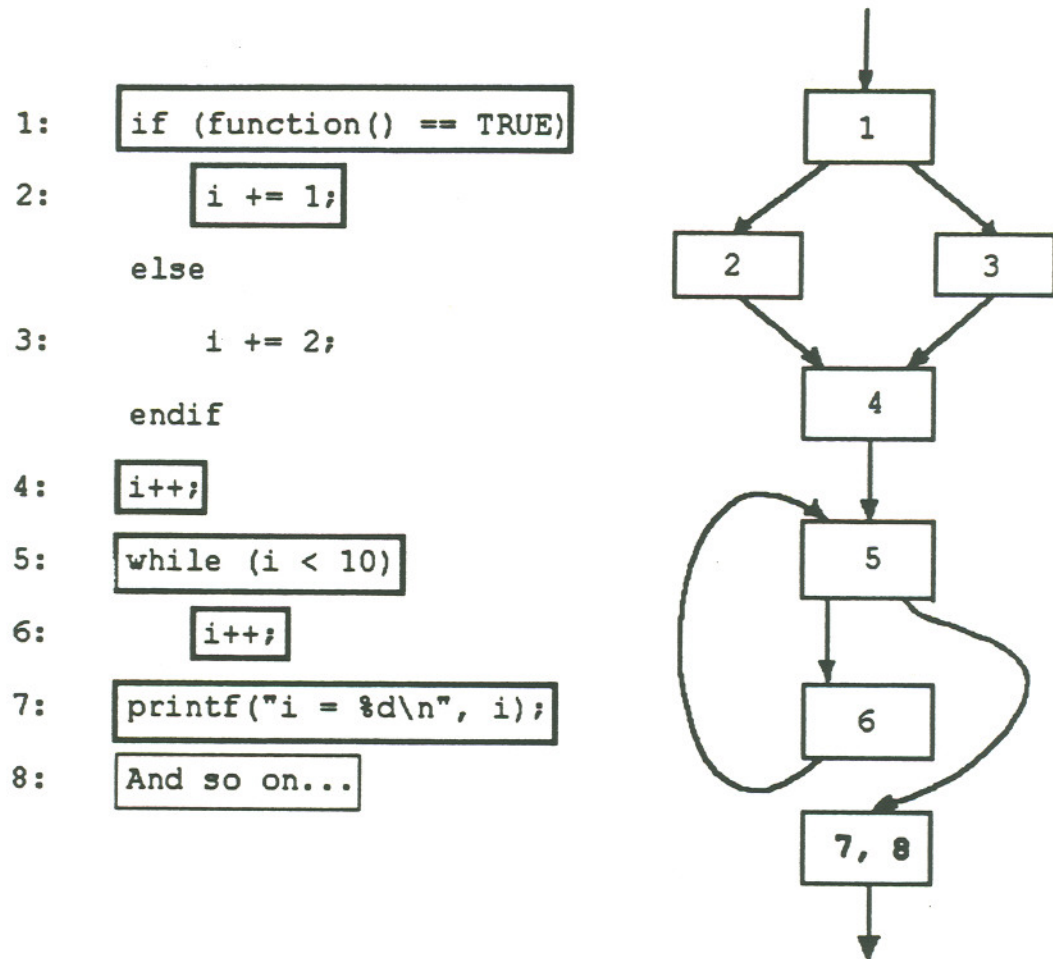 1: if (function() == TRUE)
2: i += 1;
else
3: i += 2;
endif
4: i++;
5: while (i < 10)
6: i++;
7: printf("i = %d\n", i);
8: And so on...
1
2 3
4
5
6
7, 8